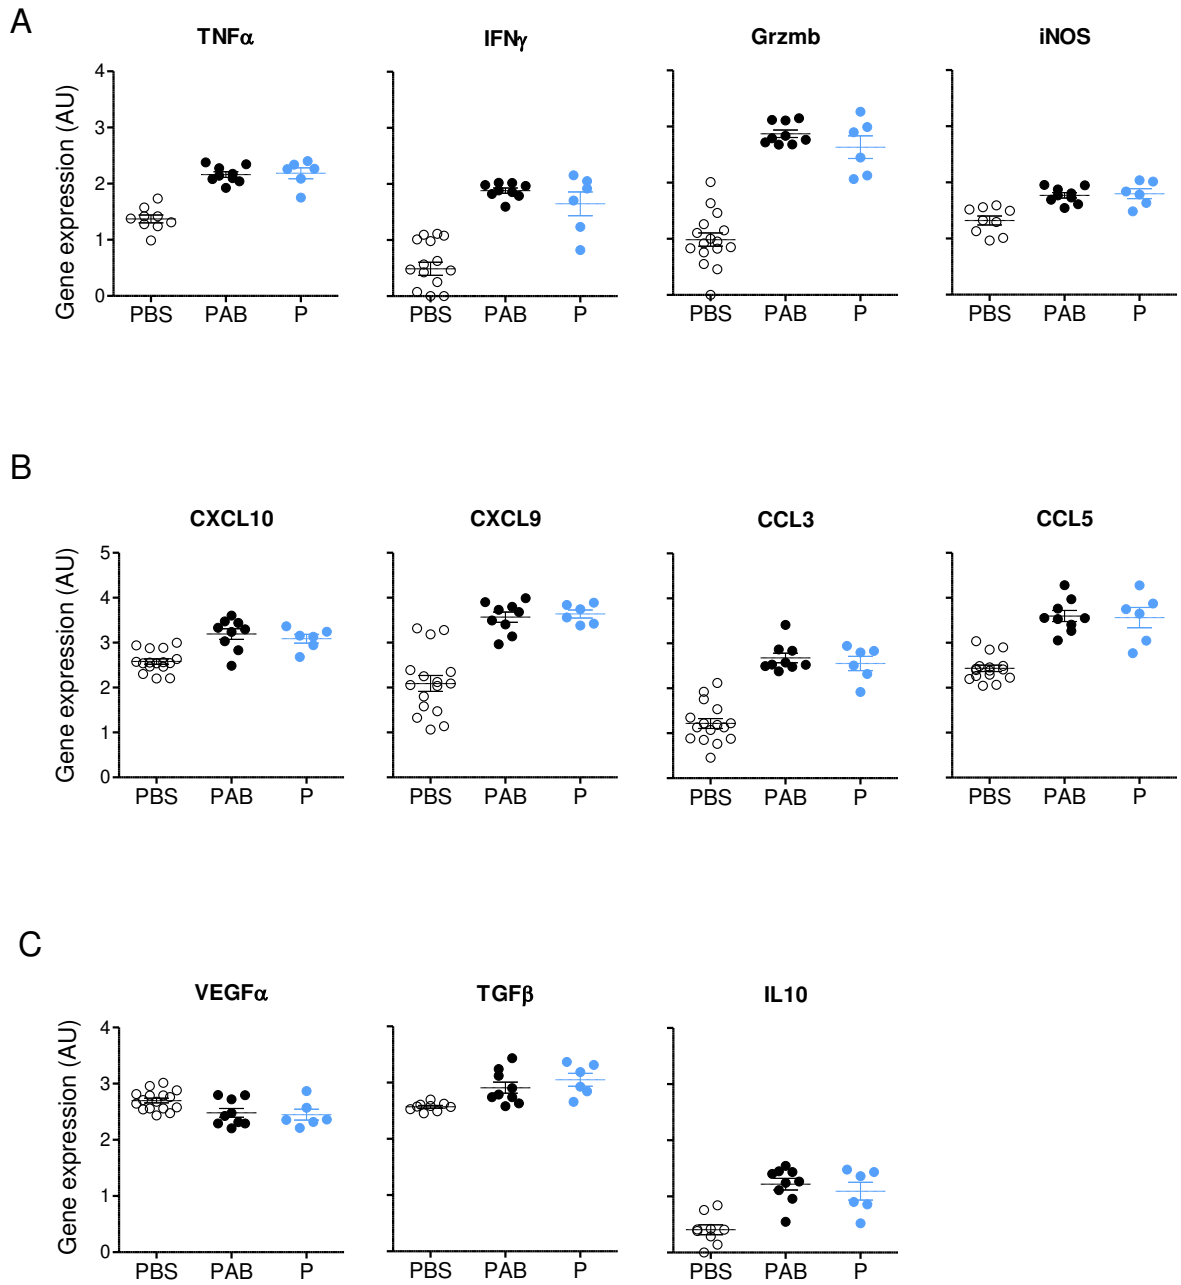 A
TNFα IFNγ Grzmb iNOS
Gene expression (AU)
4
3
2
1
0
PBS PAB P PBS PAB P PBS PAB P PBS PAB P
B
CXCL10 CXCL9 CCL3 CCL5
Gene expression (AU)
5
4
3
2
1
0
PBS PAB P PBS PAB P PBS PAB P PBS PAB P
C
VEGFα TGFβ IL10
Gene expression (AU)
4
3
2
1
0
PBS PAB P PBS PAB P PBS PAB P